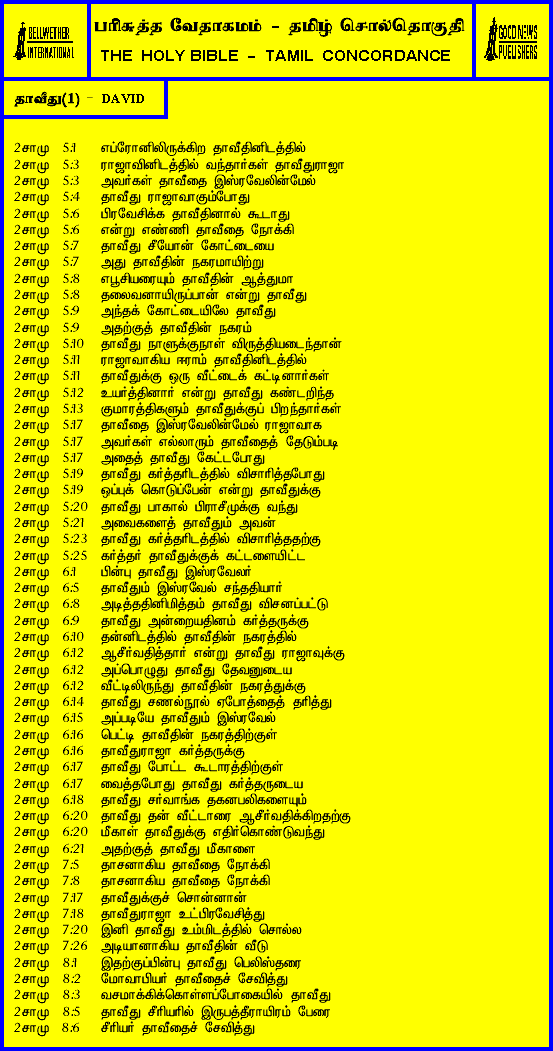 BELLWETHER
INTERNATIONAL
பரிசுத்த வேதாகமம் - தமிழ் சொல்தொகுதி
THE HOLY BIBLE - TAMIL CONCORDANCE
GOOD NEWS
PUBLISHERS
தாவீது(1) - DAVID
2சாமு 5:1 எப்ரோனிலிருக்கிற தாவீதினிடத்தில்
2சாமு 5:3 ராஜாவினிடத்தில் வந்தார்கள் தாவீதுராஜா
2சாமு 5:3 அவர்கள் தாவீதை இஸ்ரவேலின்மேல்
2சாமு 5:4 தாவீது ராஜாவாகும்போது
2சாமு 5:6 பிரவேசிக்க தாவீதினால் கூடாது
2சாமு 5:6 என்று எண்ணி தாவீதை நோக்கி
2சாமு 5:7 தாவீது சீயோன் கோட்டையை
2சாமு 5:7 அது தாவீதின் நகரமாயிற்று
2சாமு 5:8 எபூசியரையும் தாவீதின் ஆத்துமா
2சாமு 5:8 தலைவனாயிருப்பான் என்று தாவீது
2சாமு 5:9 அந்தக் கோட்டையிலே தாவீது
2சாமு 5:9 அதற்குத் தாவீதின் நகரம்
2சாமு 5:10 தாவீது நாளுக்குநாள் விருத்தியடைந்தான்
2சாமு 5:11 ராஜாவாகிய ஈராம் தாவீதினிடத்தில்
2சாமு 5:11 தாவீதுக்கு ஒரு வீட்டைக் கட்டினார்கள்
2சாமு 5:12 உயர்த்தினார் என்று தாவீது கண்டறிந்த
2சாமு 5:13 குமாரத்திகளும் தாவீதுக்குப் பிறந்தார்கள்
2சாமு 5:17 தாவீதை இஸ்ரவேலின்மேல் ராஜாவாக
2சாமு 5:17 அவர்கள் எல்லாரும் தாவீதைத் தேடும்படி
2சாமு 5:17 அதைத் தாவீது கேட்டபோது
2சாமு 5:19 தாவீது கர்த்தரிடத்தில் விசாரித்தபோது
2சாமு 5:19 ஒப்புக் கொடுப்பேன் என்று தாவீதுக்கு
2சாமு 5:20 தாவீது பாகால் பிராசீமுக்கு வந்து
2சாமு 5:21 அவைகளைத் தாவீதும் அவன்
2சாமு 5:23 தாவீது கர்த்தரிடத்தில் விசாரித்ததற்கு
2சாமு 5:25 கர்த்தர் தாவீதுக்குக் கட்டளையிட்ட
2சாமு 6:1 பின்பு தாவீது இஸ்ரவேலர்
2சாமு 6:5 தாவீதும் இஸ்ரவேல் சந்ததியார்
2சாமு 6:8 அடித்ததினிமித்தம் தாவீது விசனப்பட்டு
2சாமு 6:9 தாவீது அன்றையதினம் கர்த்தருக்கு
2சாமு 6:10 தன்னிடத்தில் தாவீதின் நகரத்தில்
2சாமு 6:12 ஆசீர்வதித்தார் என்று தாவீது ராஜாவுக்கு
2சாமு 6:12 அப்பொழுது தாவீது தேவனுடைய
2சாமு 6:12 வீட்டிலிருந்து தாவீதின் நகரத்துக்கு
2சாமு 6:14 தாவீது சணல்நூல் ஏபோத்தைத் தரித்து
2சாமு 6:15 அப்படியே தாவீதும் இஸ்ரவேல்
2சாமு 6:16 பெட்டி தாவீதின் நகரத்திற்குள்
2சாமு 6:16 தாவீதுராஜா கர்த்தருக்கு
2சாமு 6:17 தாவீது போட்ட கூடாரத்திற்குள்
2சாமு 6:17 வைத்தபோது தாவீது கர்த்தருடைய
2சாமு 6:18 தாவீது சர்வாங்க தகனபலிகளையும்
2சாமு 6:20 தாவீது தன் வீட்டாரை ஆசீர்வதிக்கிறதற்கு
2சாமு 6:20 மீகாள் தாவீதுக்கு எதிர்கொண்டுவந்து
2சாமு 6:21 அதற்குத் தாவீது மீகாளை
2சாமு 7:5 தாசனாகிய தாவீதை நோக்கி
2சாமு 7:8 தாசனாகிய தாவீதை நோக்கி
2சாமு 7:17 தாவீதுக்குச் சொன்னான்
2சாமு 7:18 தாவீதுராஜா உட்பிரவேசித்து
2சாமு 7:20 இனி தாவீது உம்மிடத்தில் சொல்ல
2சாமு 7:26 அடியானாகிய தாவீதின் வீடு
2சாமு 8:1 இதற்குப்பின்பு தாவீது பெலிஸ்தரை
2சாமு 8:2 மோவாபியர் தாவீதைச் சேவித்து
2சாமு 8:3 வசமாக்கிக்கொள்ளப்போகையில் தாவீது
2சாமு 8:5 தாவீது சீரியரில் இருபத்தீராயிரம் பேரை
2சாமு 8:6 சீரியர் தாவீதைச் சேவித்து